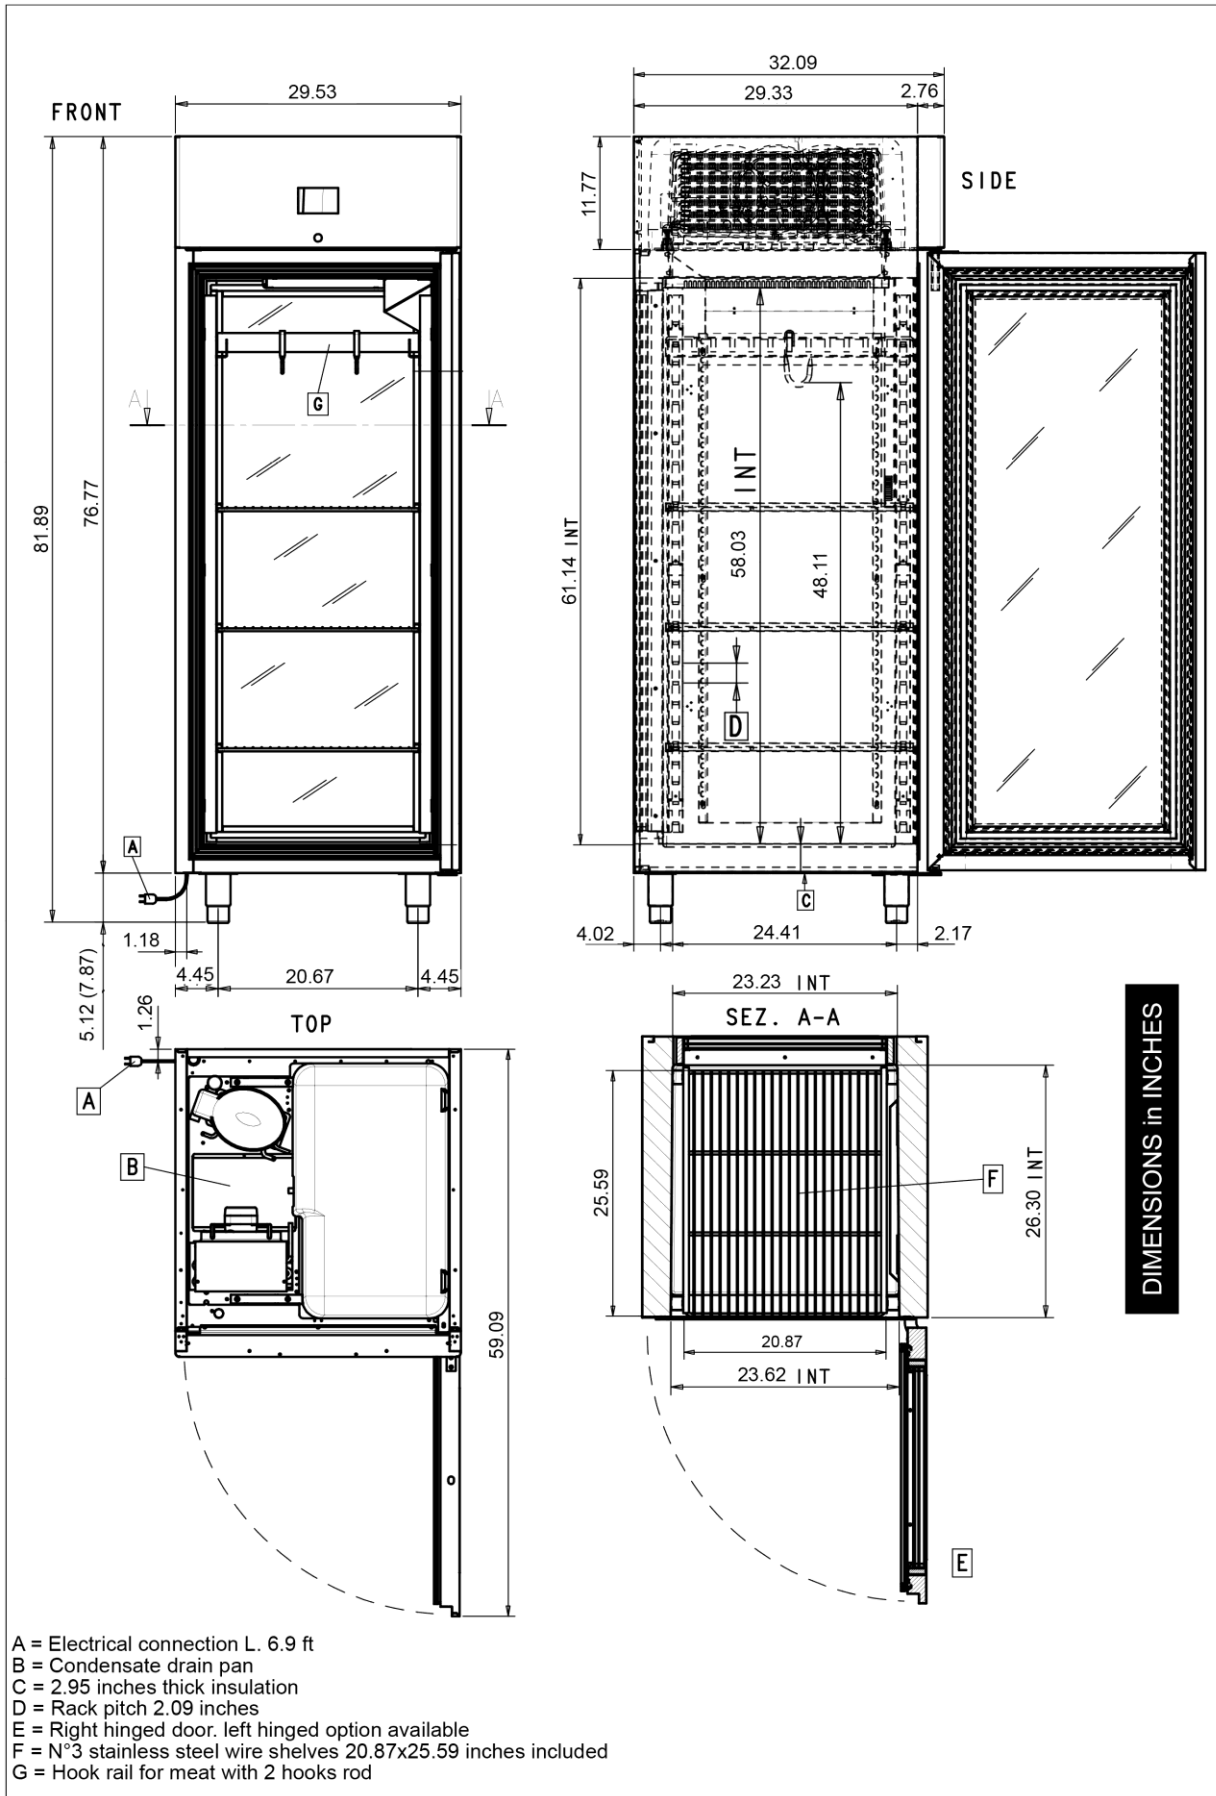 32.09
29.53
29.33
2.76
FRONT
SIDE
11.77
G
A
A
INT
76.77
81.89
58.03
48.11
61.14 INT
D
A
C
1.18
4.02
24.41
2.17
4.45
20.67
4.45
5.12 (7.87)
1.26
23.23 INT
TOP
SEZ. A-A
A
B
F
25.59
26.30 INT
DIMENSIONS in INCHES
59.09
20.87
23.62 INT
E
A = Electrical connection L. 6.9 ft
B = Condensate drain pan
C = 2.95 inches thick insulation
D = Rack pitch 2.09 inches
E = Right hinged door. left hinged option available
F = N°3 stainless steel wire shelves 20.87x25.59 inches included
G = Hook rail for meat with 2 hooks rod